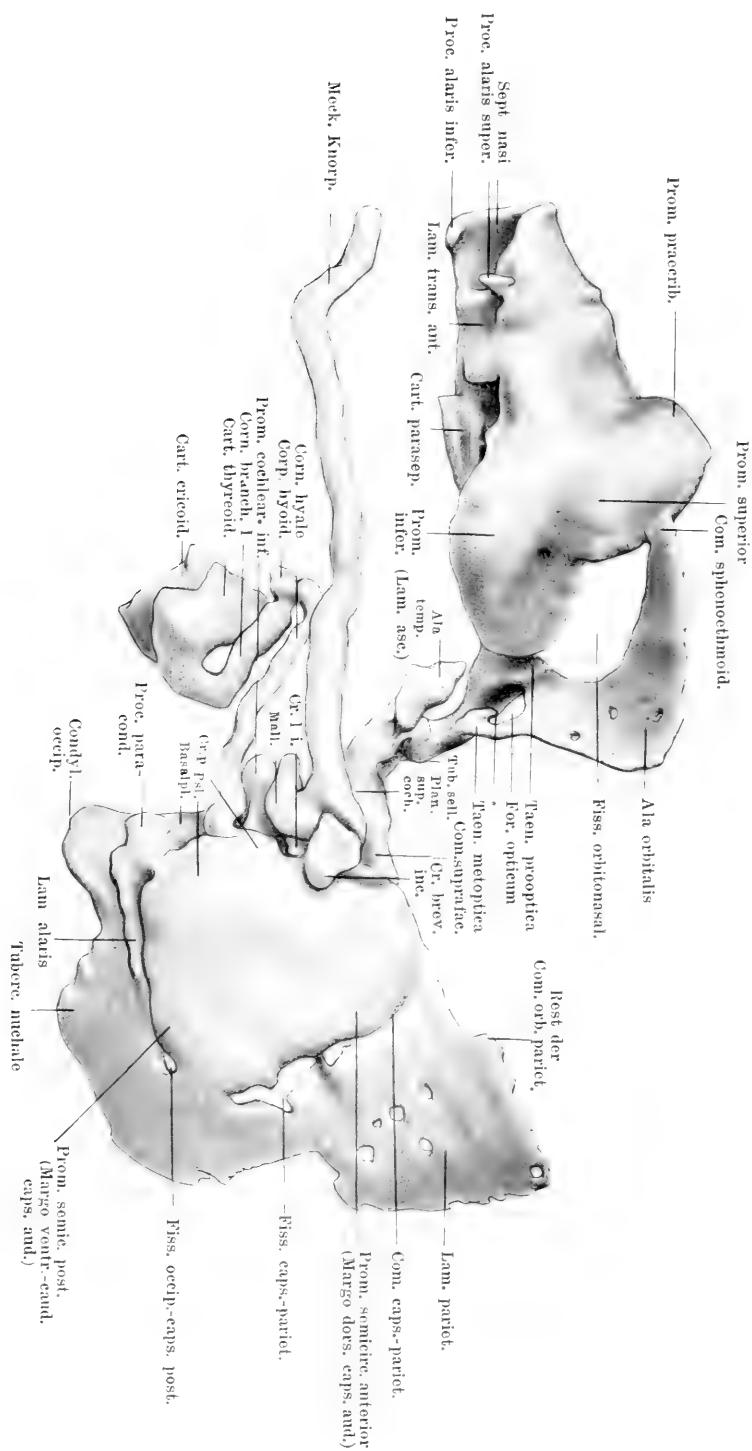 Mock. Knorp.
Proc. alaris infer.
Proc. alaris super.
Sept nasi
Prom. praecrib.
Lam. trans. ant.
Cart. parasep.
Prom. superior
Com. sphenoethmoid.
Prom.
infer.
Ala
temp.
(Lam. asc.)
Ala orbitalis
Fiss. orbitonasal.
Taen. prooptica
For. opticum
*
Taen. metoptica
Com. suprafac.
Tub. sell.
Plan.
sup.
coch.
Cr. brev.
inc.
Corn. hyale
Corp. hyoid.
Prom. cochlear. inf.
Corn. branch. I
Cart. thyreoid.
Cart. cricoid.
Cr. l i.
Mall.
Cr.p Psl.
Basalpl.
Proc. para-
cond.
Condyl.
occip.
Lam alaris
Tuberc. nuchale
Rest der
Com. orb. pariet.
Lam. pariet.
Com. caps.-pariet.
Prom. semicirc. anterior
(Margo dors. caps. aud.)
Fiss. caps.-pariet.
Fiss. occip.-caps. post.
Prom. semic. post.
(Margo ventr.-caud.
caps. aud.)